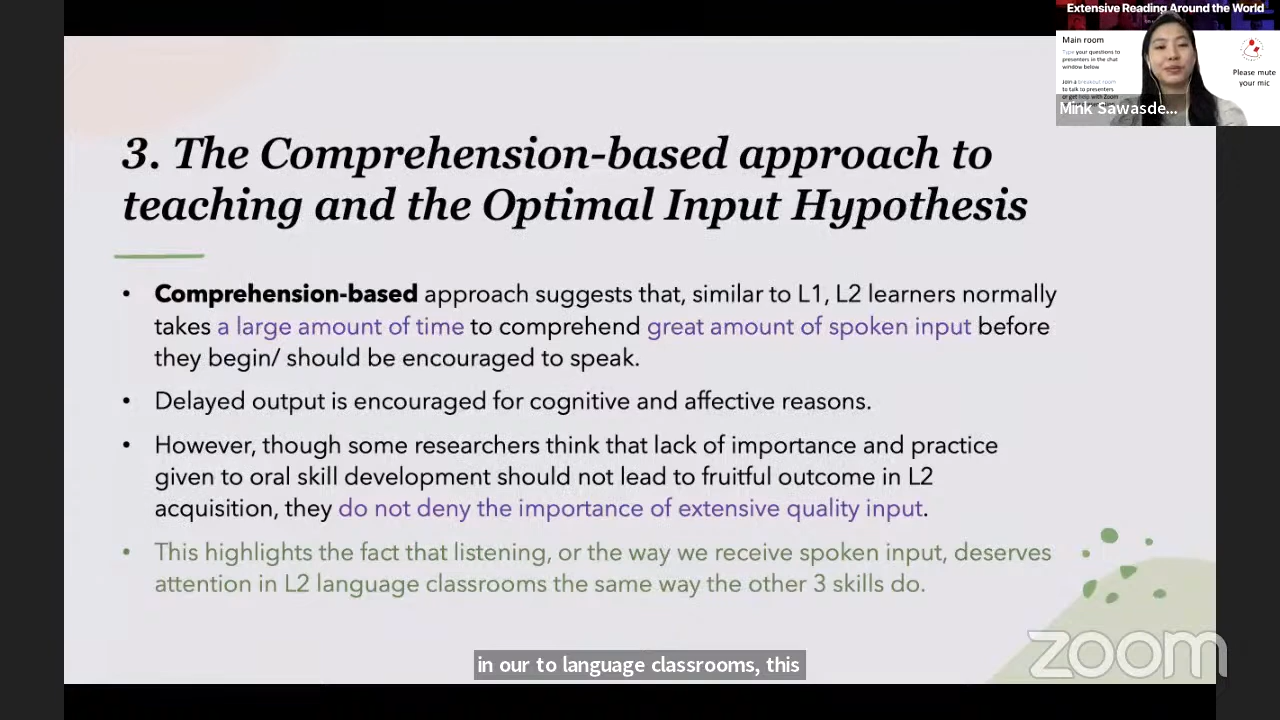 Extensive Reading Around the World
Main room
Type your questions to
presenters in the chat
window below
Join a breakout room
to talk to presenters
or get help with Zoom
Please mute
your mic
Mink Sawasde...
3. The Comprehension-based approach to
teaching and the Optimal Input Hypothesis
• Comprehension-based approach suggests that, similar to L1, L2 learners normally
takes a large amount of time to comprehend great amount of spoken input before
they begin/ should be encouraged to speak.
• Delayed output is encouraged for cognitive and affective reasons.
• However, though some researchers think that lack of importance and practice
given to oral skill development should not lead to fruitful outcome in L2
acquisition, they do not deny the importance of extensive quality input.
• This highlights the fact that listening, or the way we receive spoken input, deserves
attention in L2 language classrooms the same way the other 3 skills do.
zoom
in our to language classrooms, this